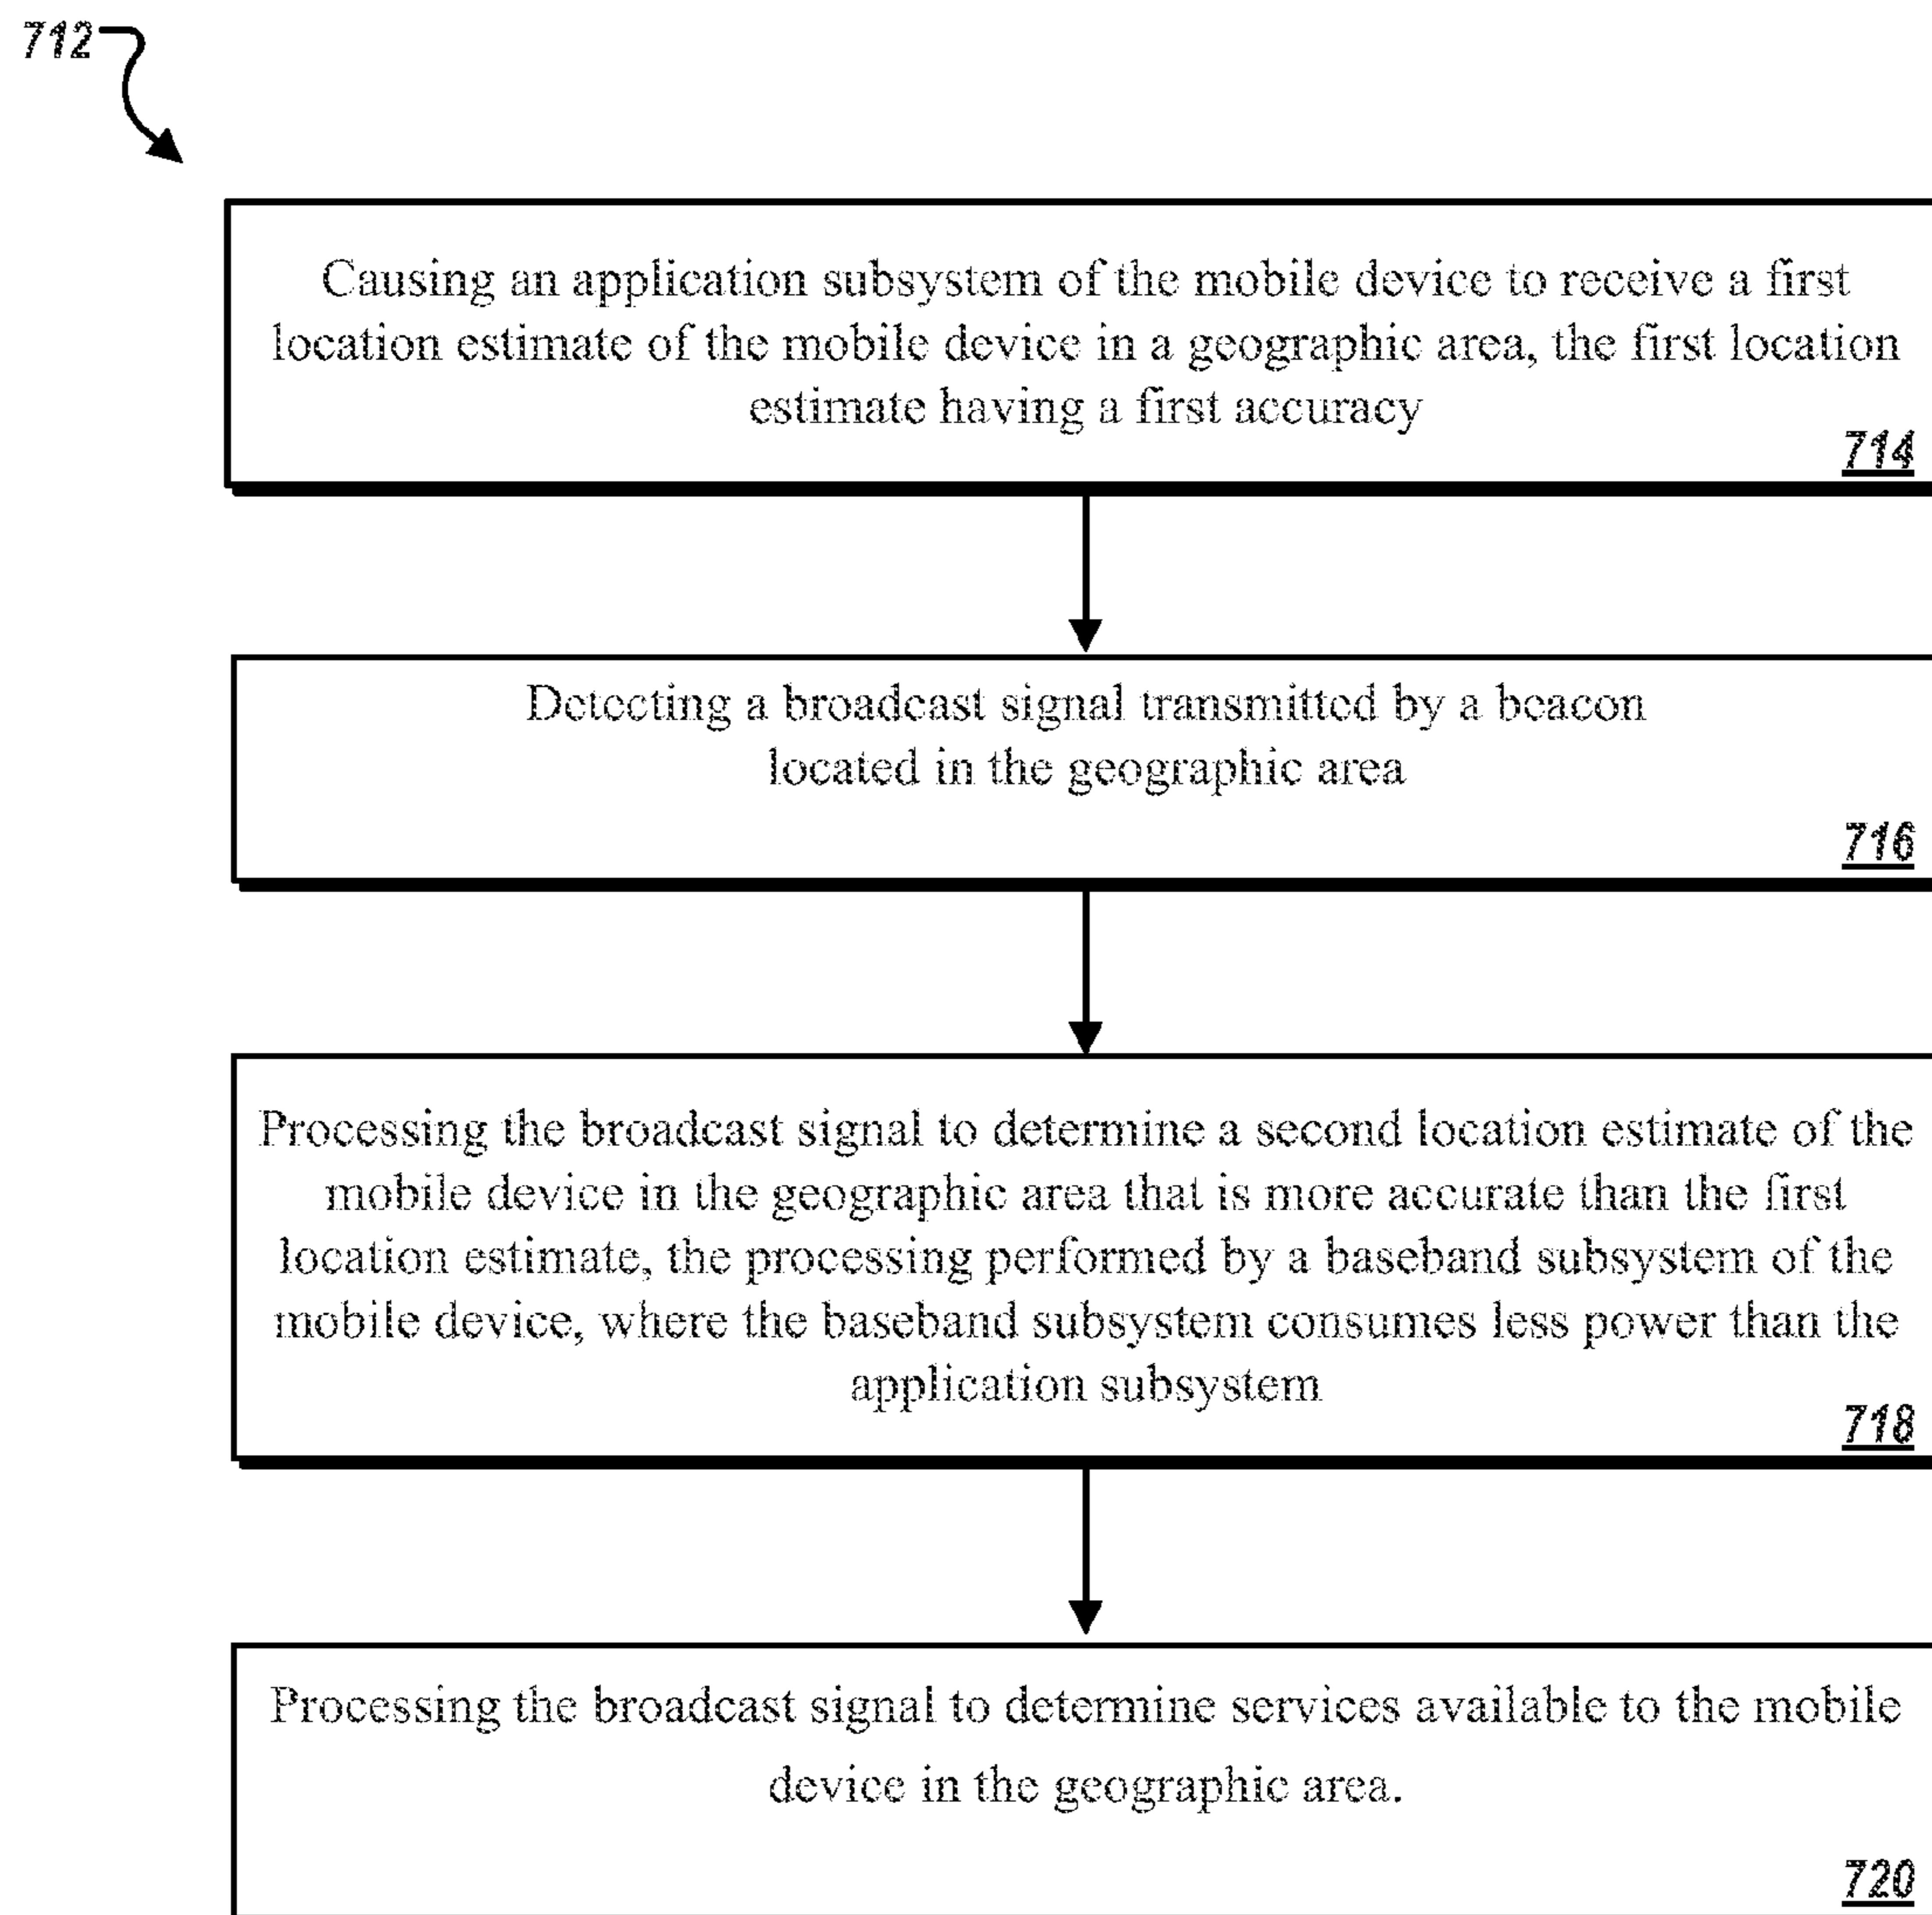 712
Causing an application subsystem of the mobile device to receive a first
location estimate of the mobile device in a geographic area, the first location
estimate having a first accuracy
714
Detecting a broadcast signal transmitted by a beacon
located in the geographic area
716
Processing the broadcast signal to determine a second location estimate of the
mobile device in the geographic area that is more accurate than the first
location estimate, the processing performed by a baseband subsystem of the
mobile device, where the baseband subsystem consumes less power than the
application subsystem
718
Processing the broadcast signal to determine services available to the mobile
device in the geographic area.
720